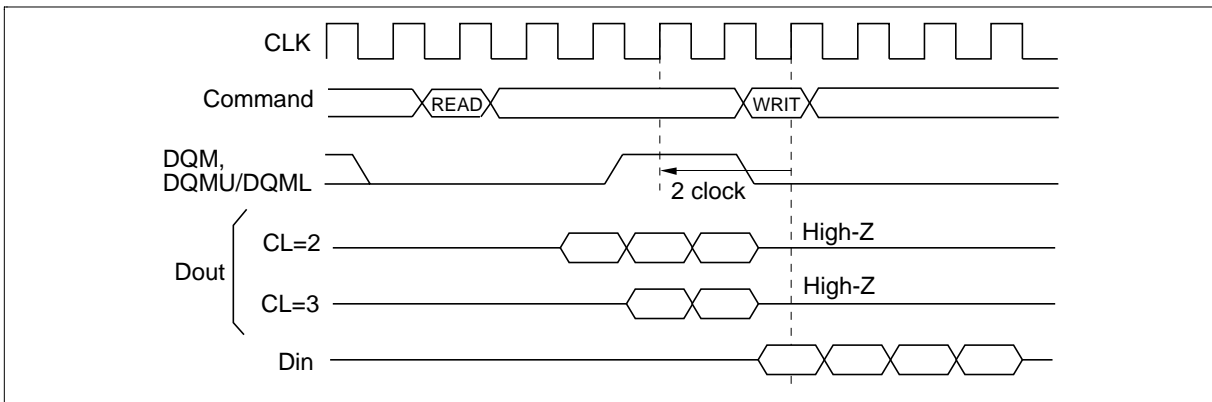 CLK
Command
READ
WRIT
DQM,
DQMU/DQML
2 clock
CL=2
High-Z
Dout
CL=3
High-Z
Din